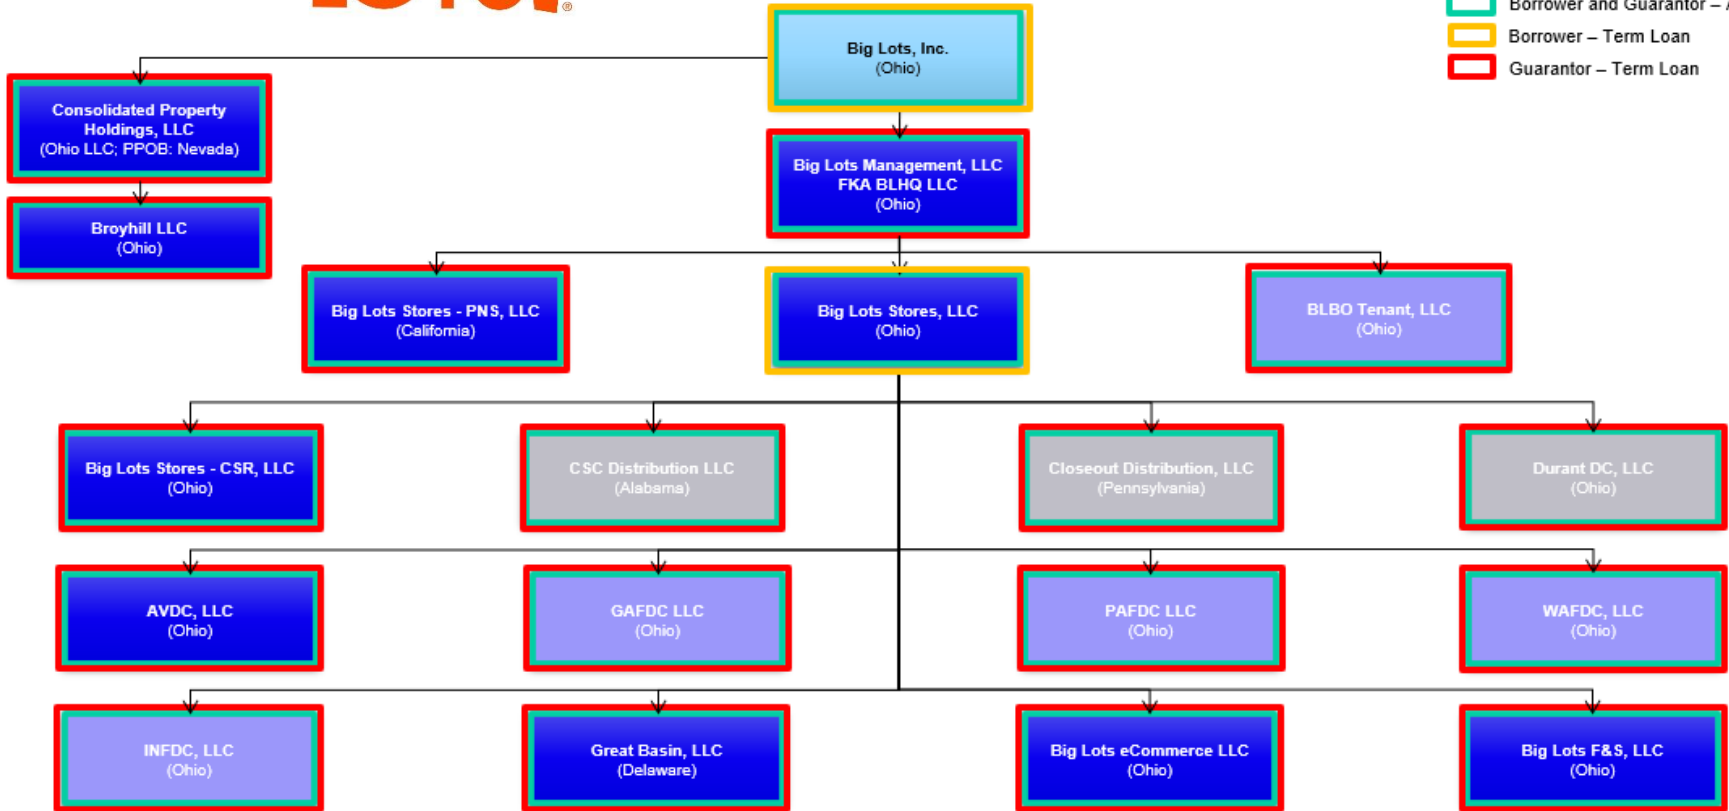 Borrower and Guarantor –
Borrower – Term Loan
Guarantor – Term Loan
Big Lots, Inc.
(Ohio)
Consolidated Property
Holdings, LLC
(Ohio LLC; PPOB: Nevada)
Big Lots Management, LLC
FKA BLHQ LLC
(Ohio)
Broyhill LLC
(Ohio)
Big Lots Stores - PNS, LLC
(California)
Big Lots Stores, LLC
(Ohio)
BLBO Tenant, LLC
(Ohio)
Big Lots Stores - CSR, LLC
(Ohio)
CSC Distribution LLC
(Alabama)
Closeout Distribution, LLC
(Pennsylvania)
Durant DC, LLC
(Ohio)
AVDC, LLC
(Ohio)
GAFDC LLC
(Ohio)
PAFDC LLC
(Ohio)
WAFDC, LLC
(Ohio)
INFDC, LLC
(Ohio)
Great Basin, LLC
(Delaware)
Big Lots eCommerce LLC
(Ohio)
Big Lots F&S, LLC
(Ohio)